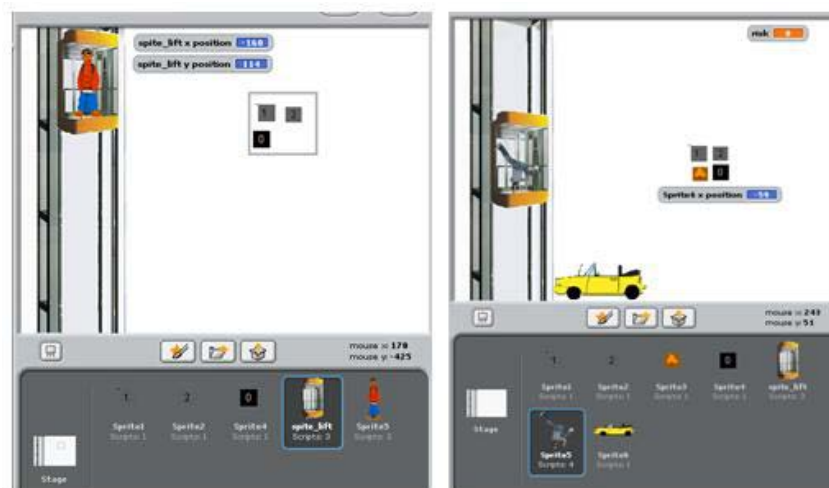 spite_lift x position -160
spite_lift y position 114
1 2
0
mouse x: 178
mouse y: -425
1 2 0
Sprite1 Sprite2 Sprite4 spite_lift Sprite5
Scripts: 1 Scripts: 1 Scripts: 1 Scripts: 3
Stage
risk 0
1 2
0
Sprite4 x position
mouse x: 243
mouse y: 51
1 2 0
Sprite1 Sprite2 Sprite3 Sprite4 spite_lift
Scripts: 1 Scripts: 1 Scripts: 1 Scripts: 1 Scripts: 3
Stage
Sprite5 Sprite6
Scripts: 4 Scripts: 1